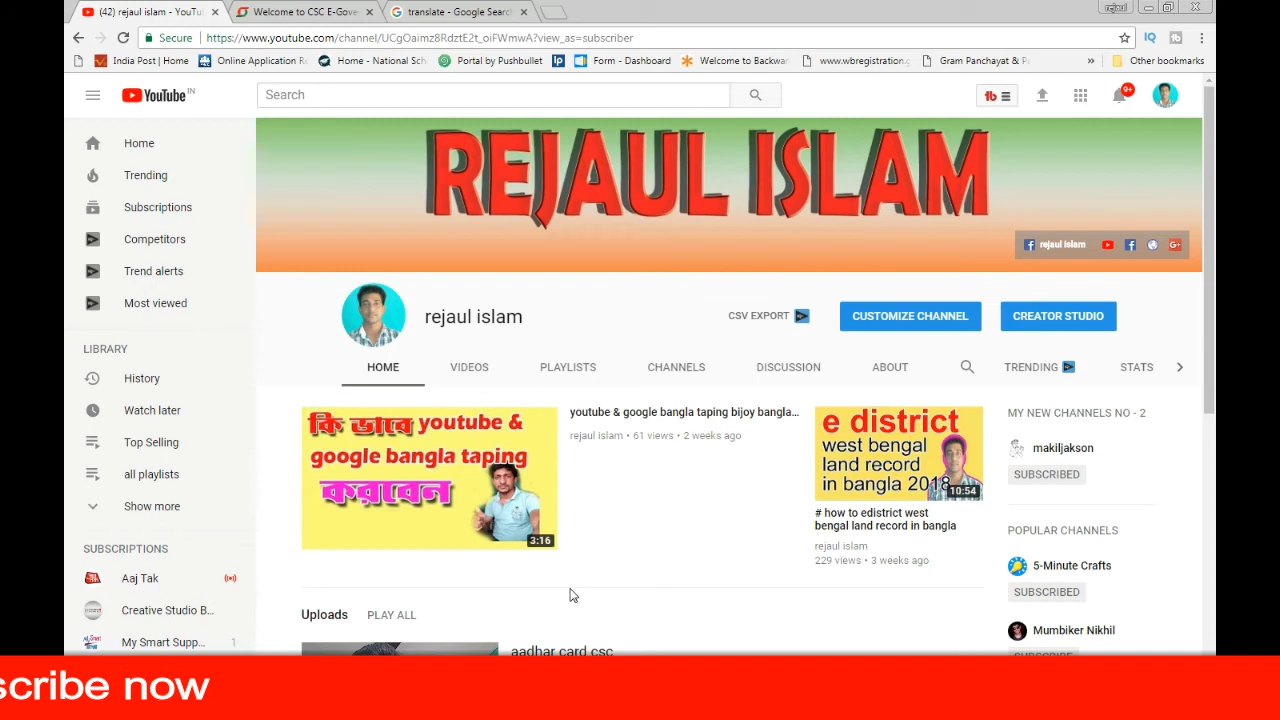 (42) rejaul islam - YouTu
Welcome to CSC E-Gove
translate - Google Searc
rejaul
Secure
https://www.youtube.com/channel/UCgOaimz8RdztE2t_oiFWmwA?view_as=subscriber
India Post | Home
Online Application Re
Home - National Sch
Portal by Pushbullet
Form - Dashboard
Welcome to Backwar
www.wbregistration.g
Gram Panchayat & Pa
Other bookmarks
YouTube IN
Search
9+
Home
Trending
Subscriptions
Competitors
Trend alerts
Most viewed
LIBRARY
History
Watch later
Top Selling
all playlists
Show more
SUBSCRIPTIONS
Aaj Tak
Creative Studio B...
My Smart Supp... 1
REJAUL ISLAM
rejaul islam
rejaul islam
CSV EXPORT
CUSTOMIZE CHANNEL
CREATOR STUDIO
HOME
VIDEOS
PLAYLISTS
CHANNELS
DISCUSSION
ABOUT
TRENDING
STATS
কি ভাবে youtube &
google bangla taping
করবেন
3:16
youtube & google bangla taping bijoy bangla...
rejaul islam • 61 views • 2 weeks ago
e district
west bengal
land record
in bangla 2018
10:54
# how to edistrict west
bengal land record in bangla
rejaul islam
229 views • 3 weeks ago
MY NEW CHANNELS NO - 2
makiljakson
SUBSCRIBED
POPULAR CHANNELS
5-Minute Crafts
SUBSCRIBED
Mumbiker Nikhil
Uploads
PLAY ALL
aadhar card csc
scribe now